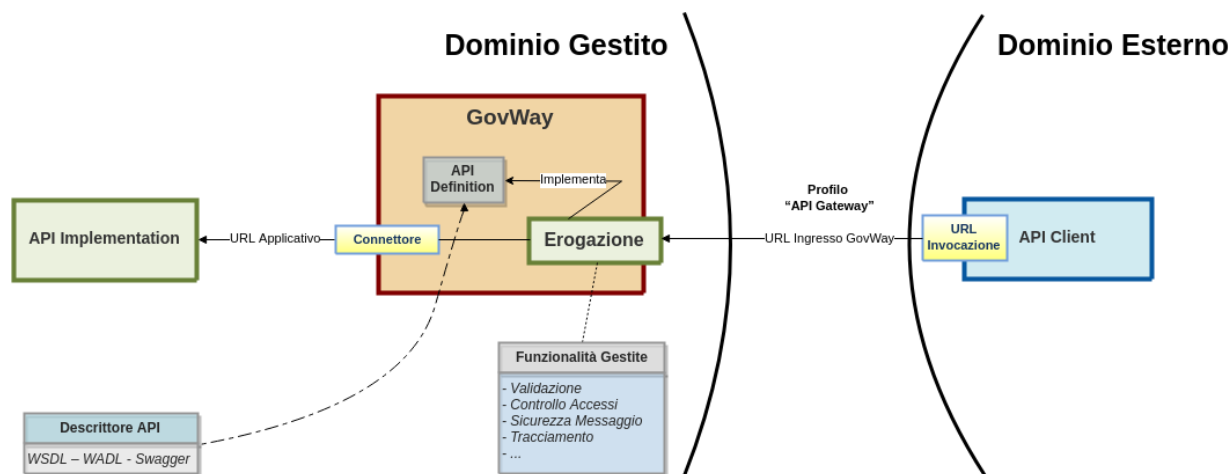 Dominio Gestito
Dominio Esterno
GovWay
API
Definition
Implementa
Profilo
“API Gateway”
API Implementation
URL Applicativo
Connettore
Erogazione
URL Ingresso GovWay
URL
Invocazione
API Client
Funzionalità Gestite
- Validazione
- Controllo Accessi
- Sicurezza Messaggio
- Tracciamento
- ...
Descrittore API
WSDL – WADL - Swagger